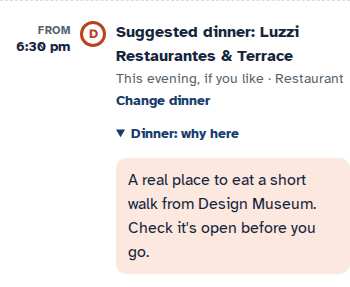 FROM
6:30 pm
D
Suggested dinner: Luzzi
Restaurantes & Terrace
This evening, if you like · Restaurant
Change dinner
▼ Dinner: why here
A real place to eat a short
walk from Design Museum.
Check it's open before you
go.